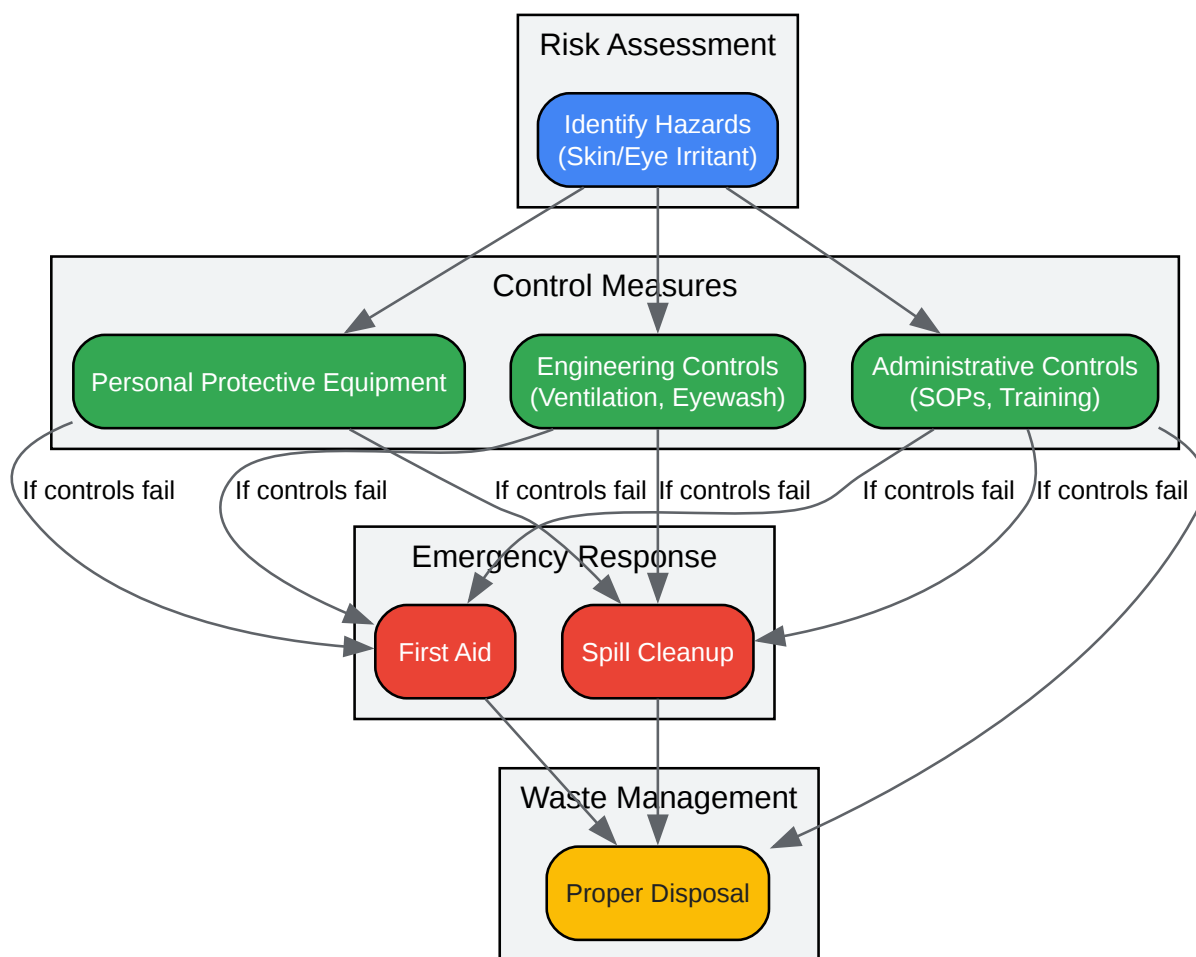 Risk Assessment
Identify Hazards
(Skin/Eye Irritant)
Control Measures
Personal Protective Equipment
Engineering Controls
(Ventilation, Eyewash)
Administrative Controls
(SOPs, Training)
If controls fail
If controls fail
If controls fail
If controls fail
If controls fail
If controls fail
Emergency Response
First Aid
Spill Cleanup
Waste Management
Proper Disposal